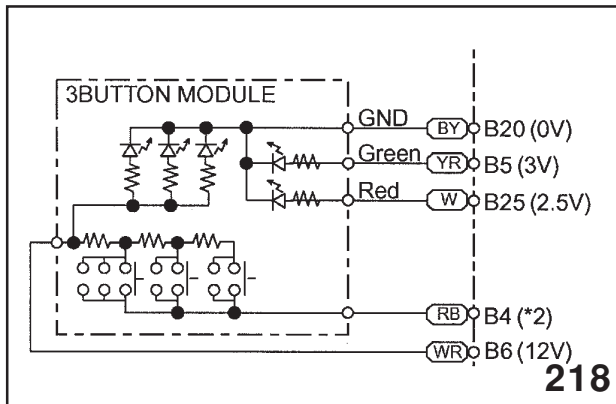 3BUTTON MODULE
GND BY B20 (0V)
Green YR B5 (3V)
Red W B25 (2.5V)
RB B4 (*2)
WR B6 (12V)
218